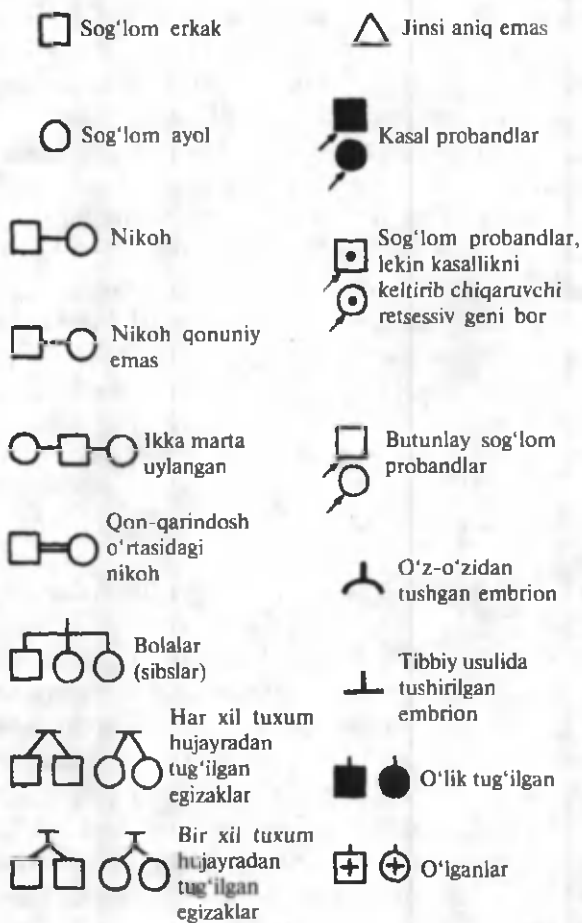 Sog‘lom erkak
Sog‘lom ayol
Nikoh
Nikoh qonuniy
emas
Ikka marta
uylangan
Qon-qarindosh
o‘rtasidagi
nikoh
Bolalar
(sibslar)
Har xil tuxum
hujayradan
tug‘ilgan
egizaklar
Bir xil tuxum
hujayradan
tug‘ilgan
egizaklar
Jinsi aniq emas
Kasal probandlar
Sog‘lom probandlar,
lekin kasallikni
keltirib chiqaruvchi
retsessiv geni bor
Butunlay sog‘lom
probandlar
O‘z-o‘zidan
tushgan embrion
Tibbiy usulida
tushirilgan
embrion
O‘lik tug‘ilgan
O‘lganlar